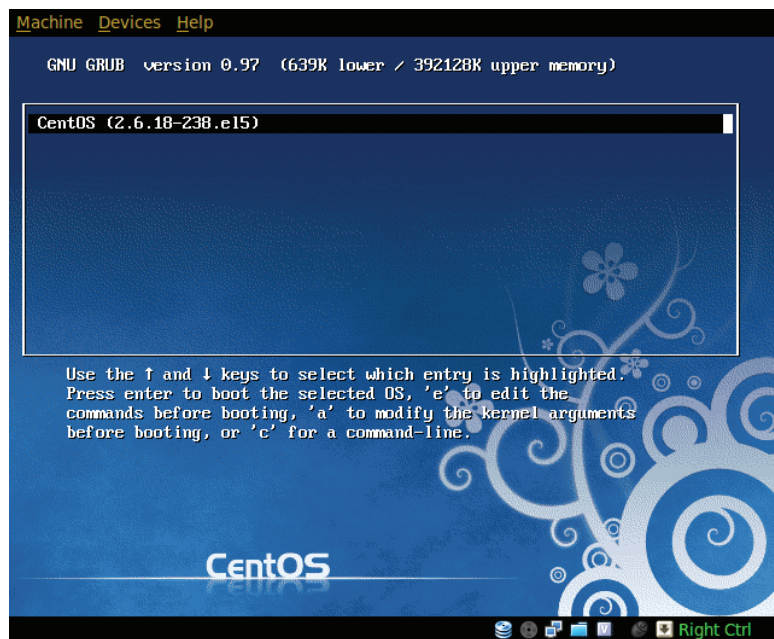 Machine Devices Help
GNU GRUB version 0.97 (639K lower / 392128K upper memory)
CentOS (2.6.18-238.el5)
Use the ↑ and ↓ keys to select which entry is highlighted.
Press enter to boot the selected OS, 'e' to edit the
commands before booting, 'a' to modify the kernel arguments
before booting, or 'c' for a command-line.
CentOS
Right Ctrl